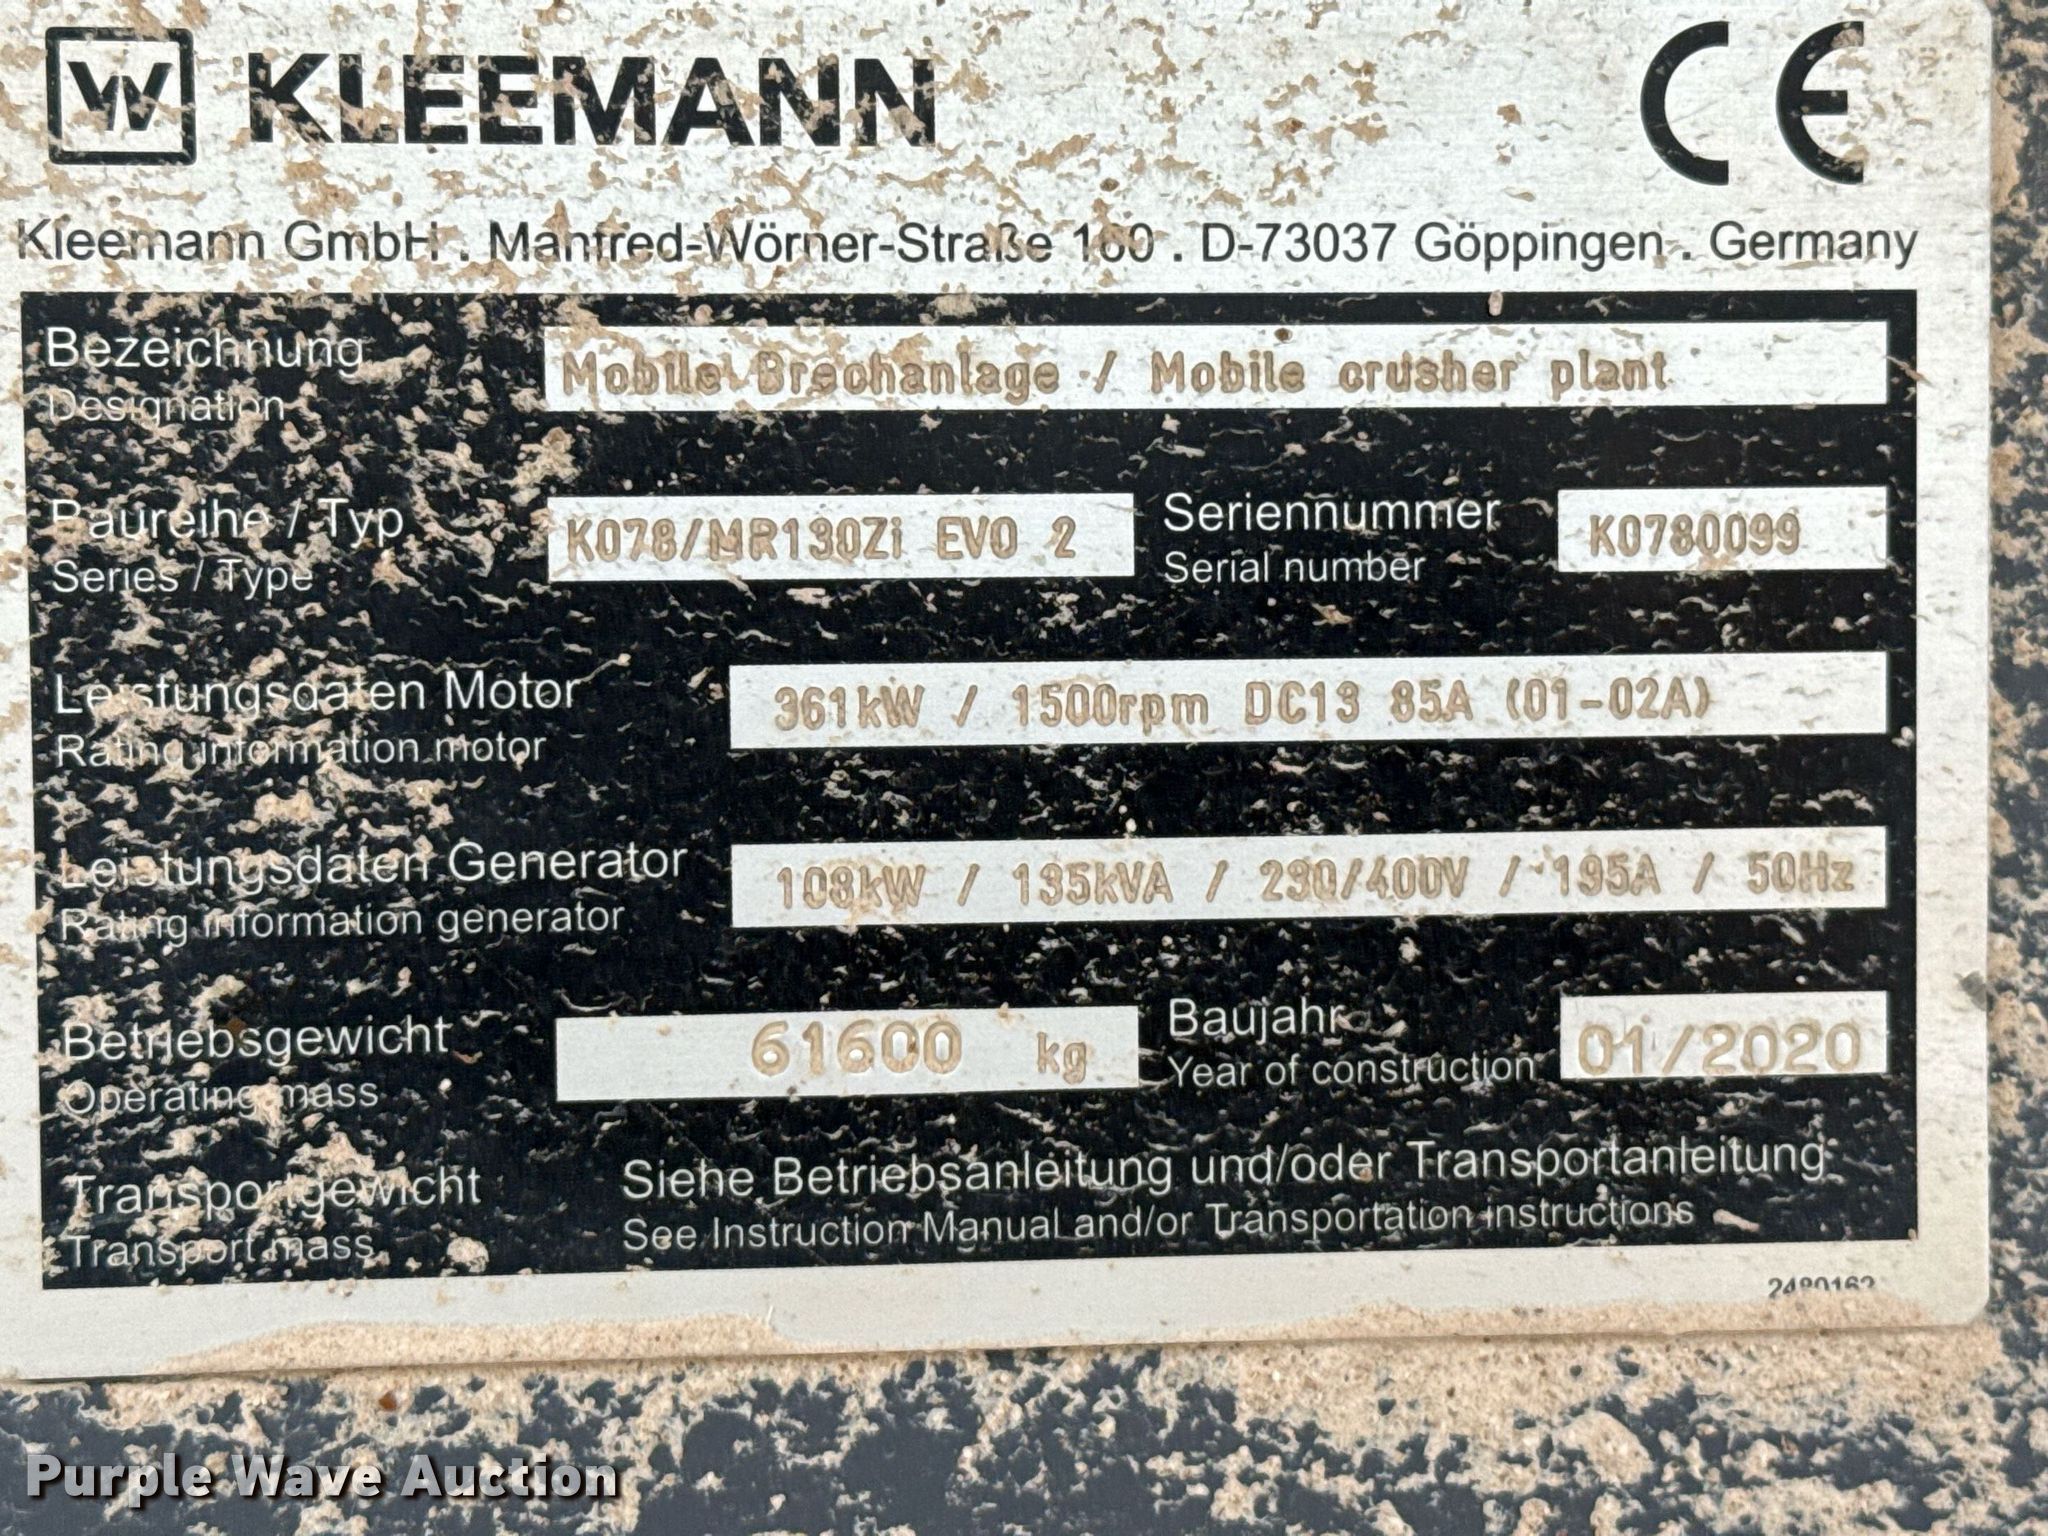 W KLEEMANN CE
Kleemann GmbH . Manfred-Wörner-Straße 160 . D-73037 Göppingen . Germany
Bezeichnung Mobile Brechanlage / Mobile crusher plant
Designation
Baureihe / Typ K078/MR130Zi EVO 2 Seriennummer K0780099
Series / Type Serial number
Leistungsdaten Motor 361kW / 1500rpm DC13 85A (01-02A)
Rating information motor
Leistungsdaten Generator 108kW / 135kVA / 230/400V / 195A / 50Hz
Rating information generator
Betriebsgewicht 61600 kg Baujahr 01/2020
Operating mass Year of construction
Transportgewicht Siehe Betriebsanleitung und/oder Transportanleitung
Transport mass See Instruction Manual and/or Transportation instructions
2480162
Purple Wave Auction